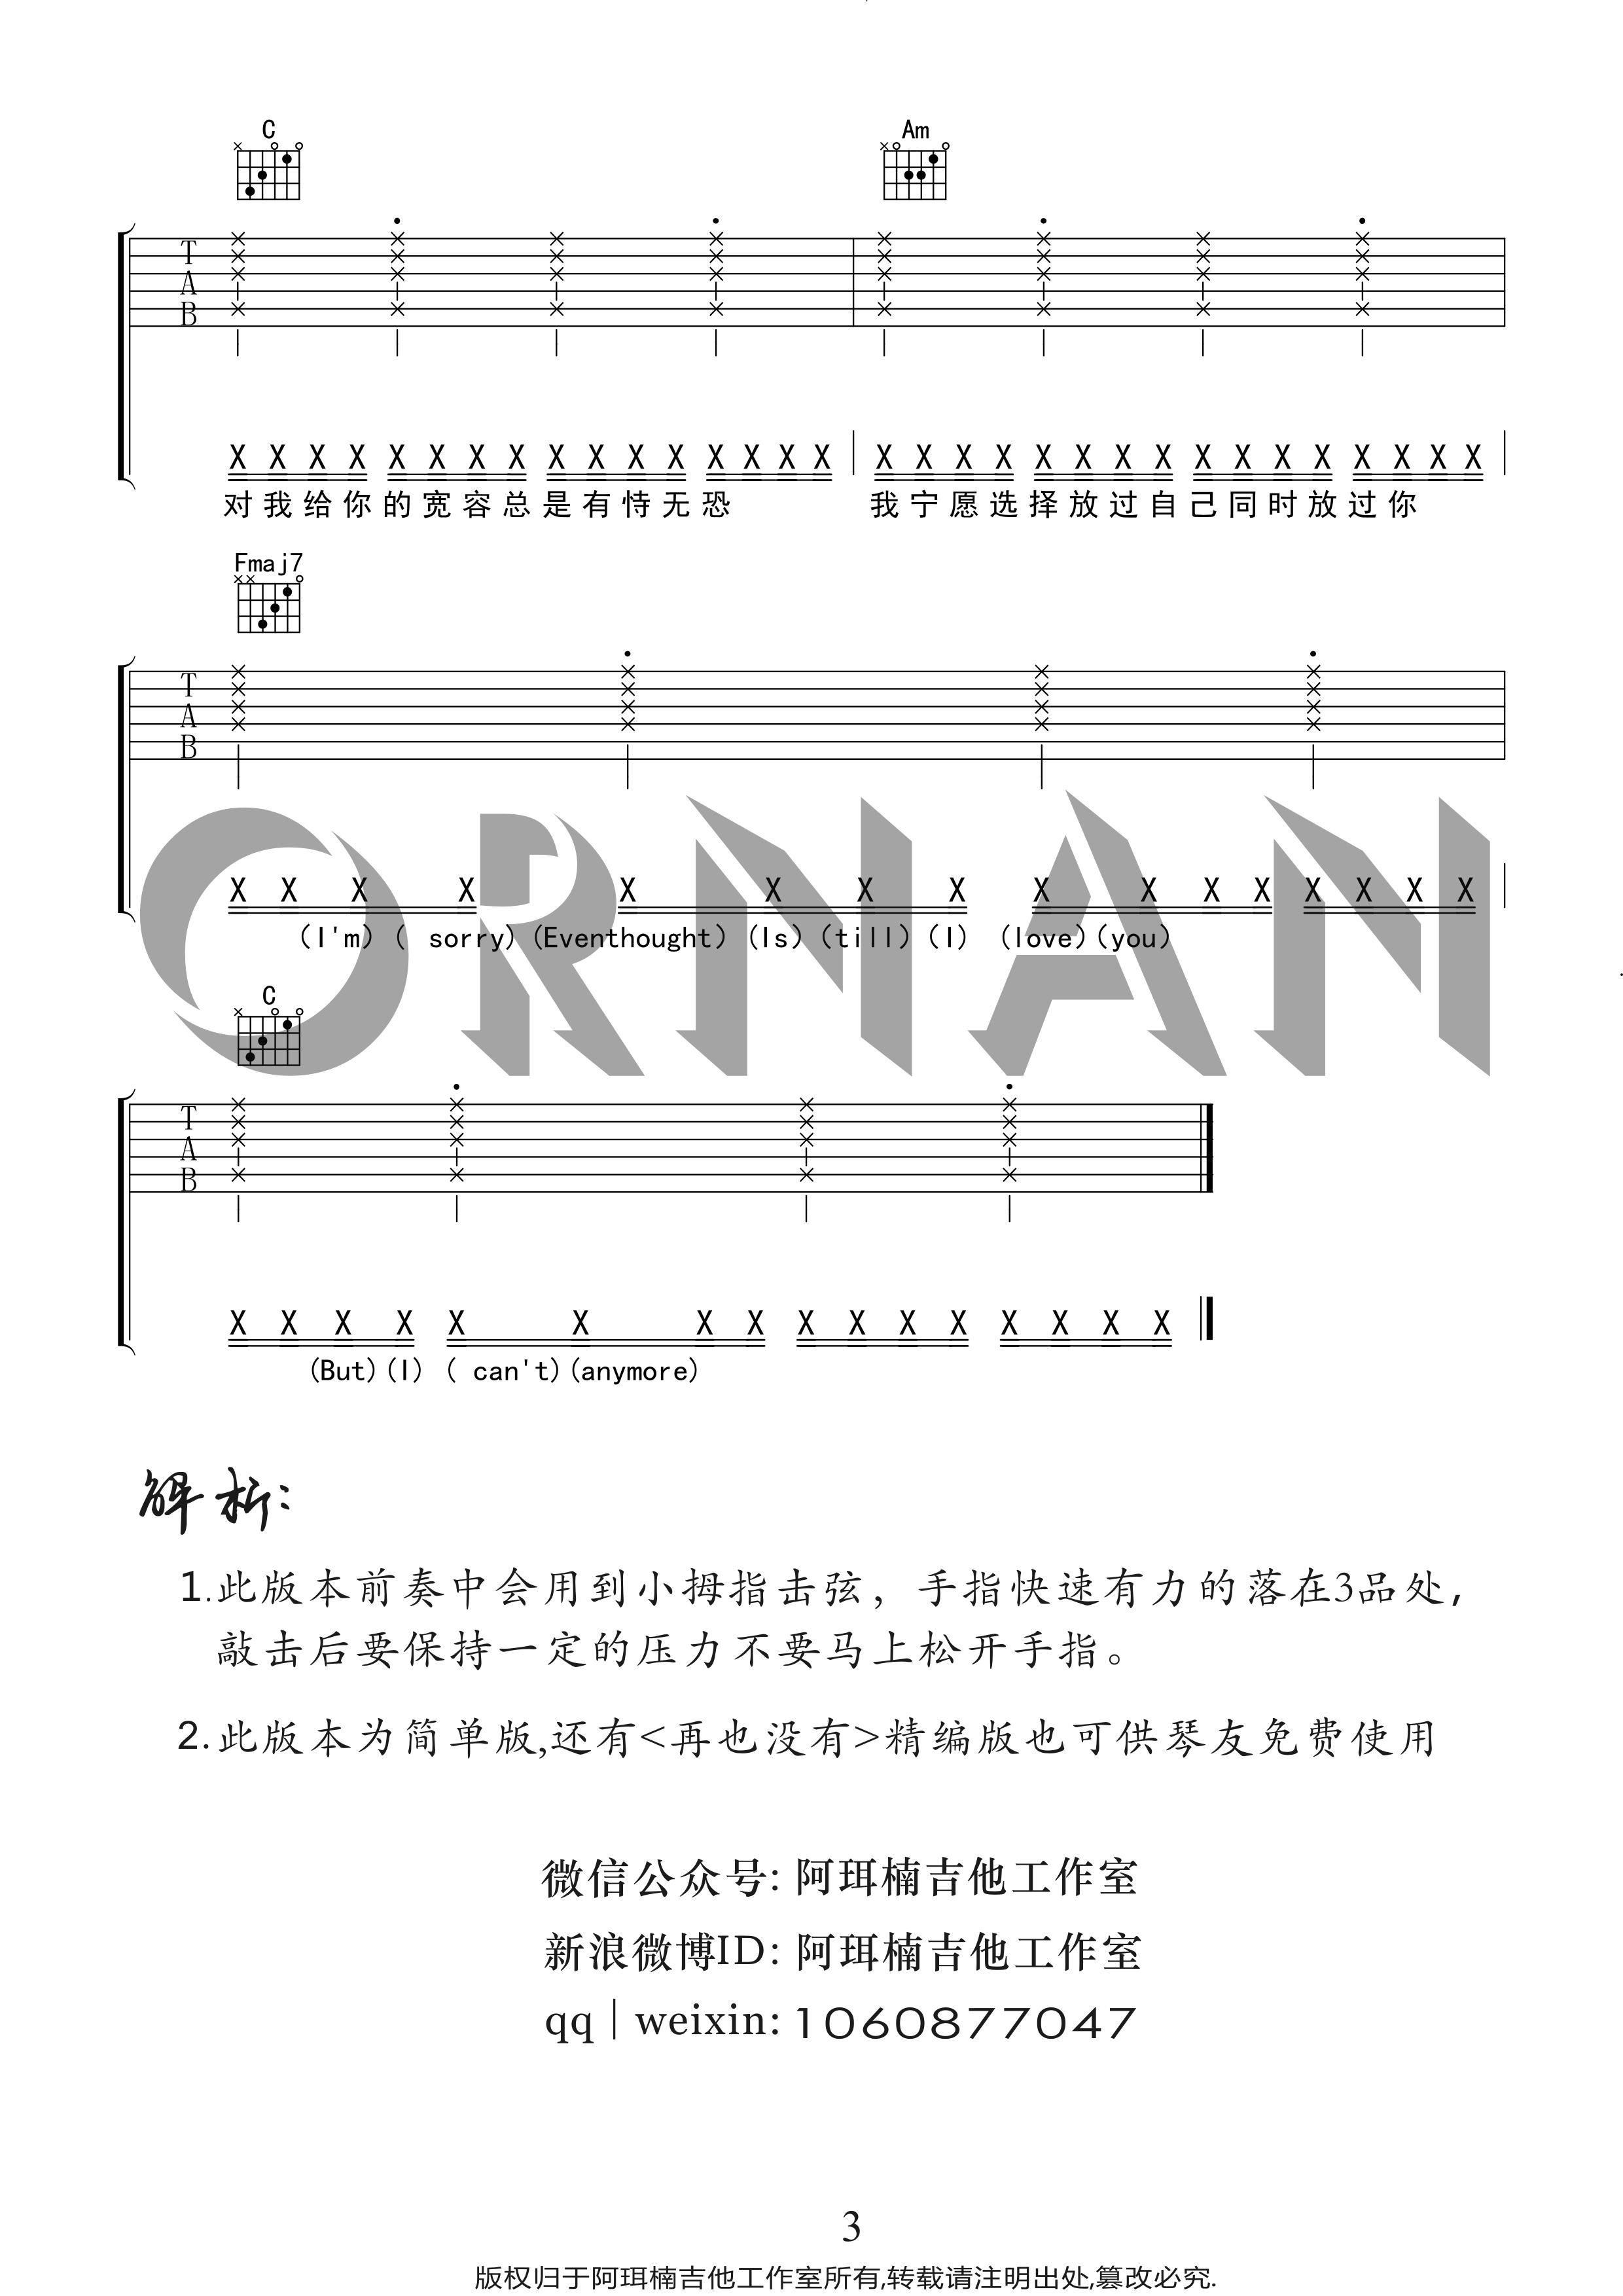 C Am
T
A
B
X X X X X X X X X X X X X X X X X X X X X X X X X X X X X X X X
对我给你的宽容总是有恃无恐 我宁愿选择放过自己同时放过你
Fmaj7
T
A
B
X X X X X X X X X X X X X X X X
(I'm) ( sorry) (Eventhought) (Is) (till) (I) (love) (you)
ORNAN
C
T
A
B
X X X X X X X X X X X X X X X X
(But) (I) ( can't) (anymore)
解析:
1.此版本前奏中会用到小拇指击弦，手指快速有力的落在3品处,
敲击后要保持一定的压力不要马上松开手指。
2.此版本为简单版,还有<再也没有>精编版也可供琴友免费使用
微信公众号: 阿珥楠吉他工作室
新浪微博ID: 阿珥楠吉他工作室
qq | weixin: 1060877047
3
版权归于阿珥楠吉他工作室所有,转载请注明出处,篡改必究.